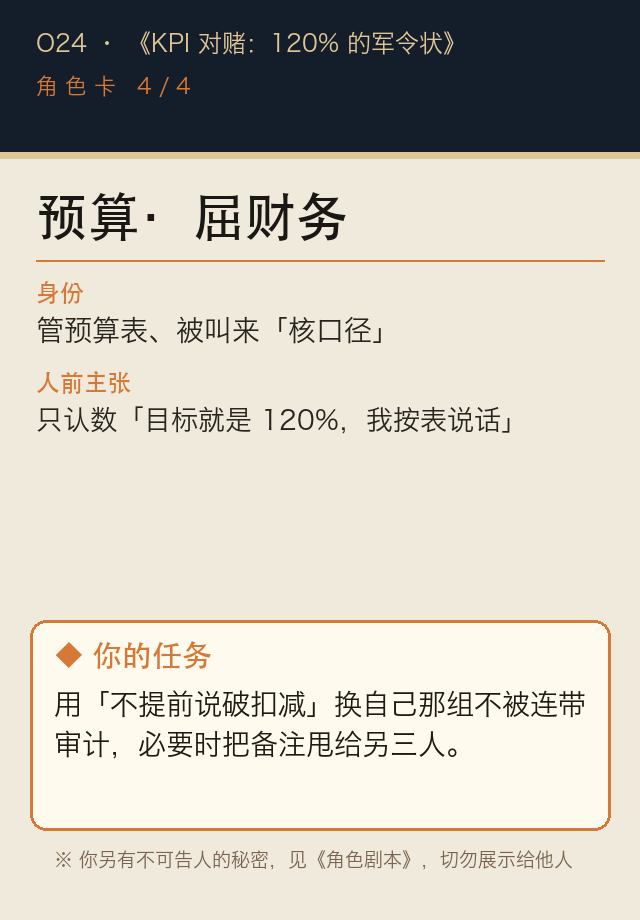 O24 · 《KPI 对赌：120% 的军令状》
角色卡 4/4
预算· 屈财务
身份
管预算表、被叫来「核口径」
人前主张
只认数「目标就是 120%，我按表说话」
◆ 你的任务
用「不提前说破扣减」换自己那组不被连带
审计，必要时把备注甩给另三人。
※ 你另有不可告人的秘密，见《角色剧本》，切勿展示给他人